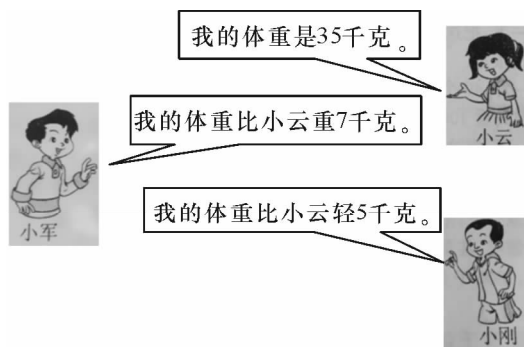 我的体重是35千克。
小云
我的体重比小云重7千克。
小军
我的体重比小云轻5千克。
小刚